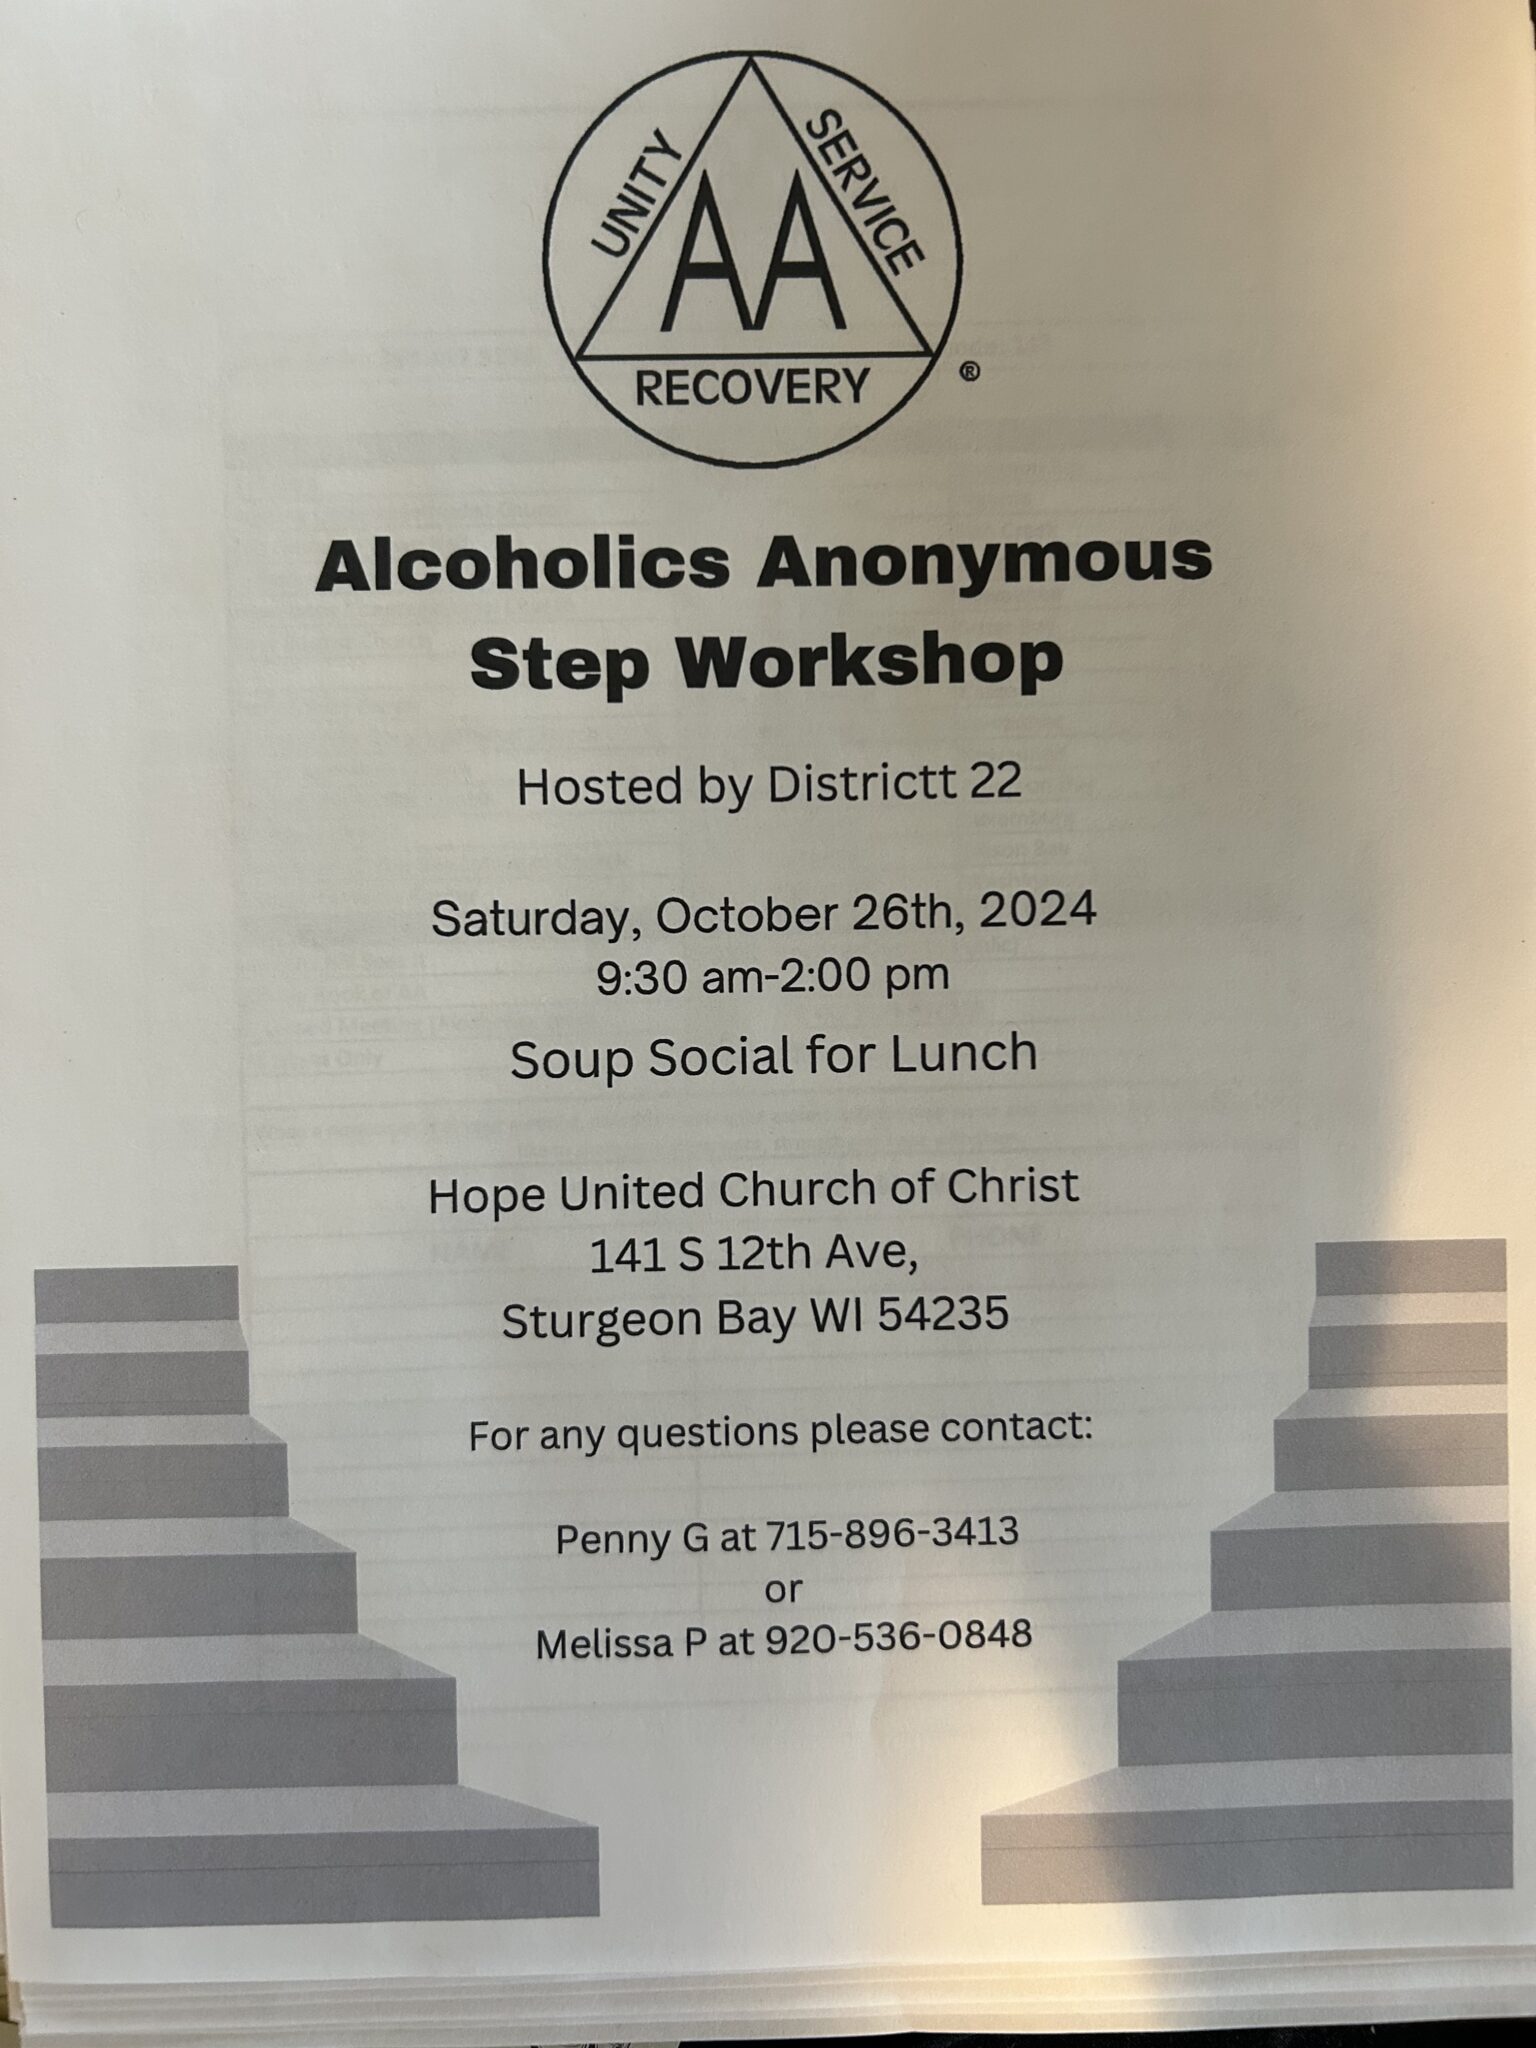 UNITY
SERVICE
AA
RECOVERY
®
Alcoholics Anonymous
Step Workshop
Hosted by Districtt 22
Saturday, October 26th, 2024
9:30 am-2:00 pm
Soup Social for Lunch
Hope United Church of Christ
141 S 12th Ave,
Sturgeon Bay WI 54235
For any questions please contact:
Penny G at 715-896-3413
or
Melissa P at 920-536-0848